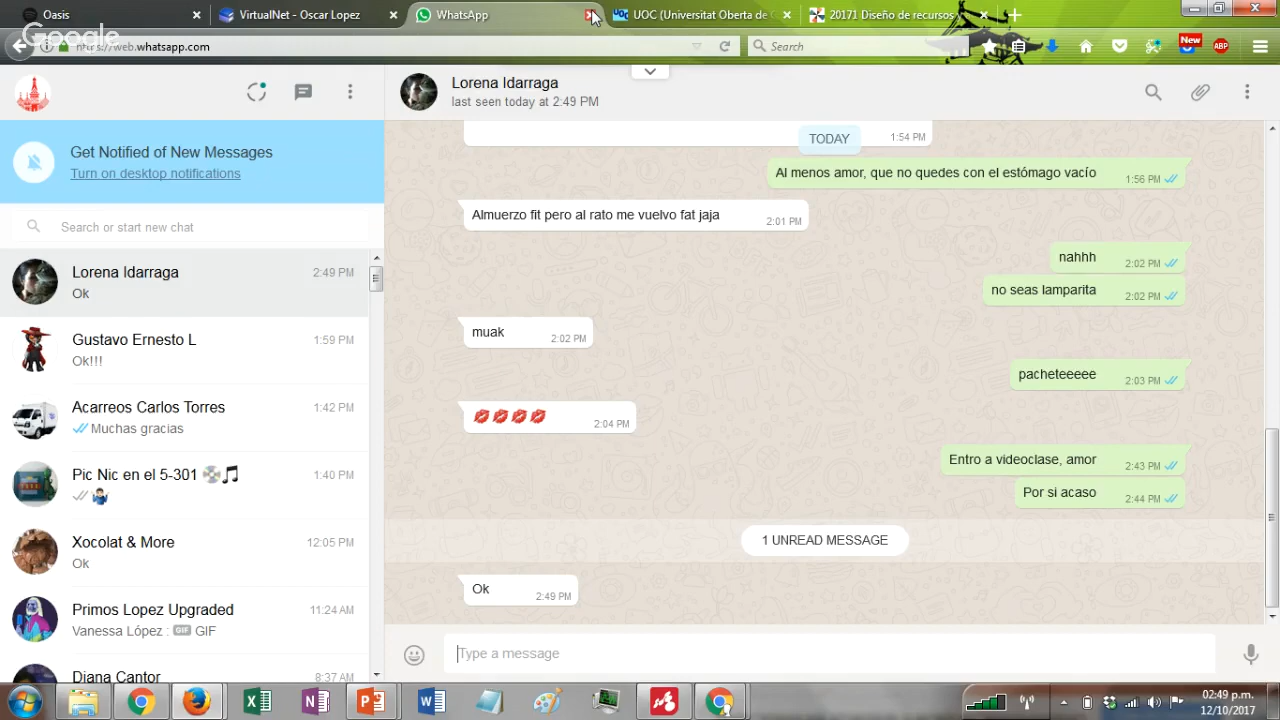 Oasis
VirtualNet - Oscar Lopez
WhatsApp
UOC (Universitat Oberta de C
20171 Diseño de recursos y
Google
https://web.whatsapp.com
Search
New
ABP
Lorena Idarraga
last seen today at 2:49 PM
Get Notified of New Messages
Turn on desktop notifications
Search or start new chat
Lorena Idarraga 2:49 PM
Ok
Gustavo Ernesto L 1:59 PM
Ok!!!
Acarreos Carlos Torres 1:42 PM
Muchas gracias
Pic Nic en el 5-301 1:40 PM
Xocolat & More 12:05 PM
Ok
Primos Lopez Upgraded 11:24 AM
Vanessa López : GIF GIF
Diana Cantor 8:37 AM
TODAY
1:54 PM
Al menos amor, que no quedes con el estómago vacío 1:56 PM
Almuerzo fit pero al rato me vuelvo fat jaja 2:01 PM
nahhh 2:02 PM
no seas lamparita 2:02 PM
muak 2:02 PM
pacheteeeee 2:03 PM
💋💋💋💋 2:04 PM
Entro a videoclase, amor 2:43 PM
Por si acaso 2:44 PM
1 UNREAD MESSAGE
Ok 2:49 PM
Type a message
02:49 p.m.
12/10/2017